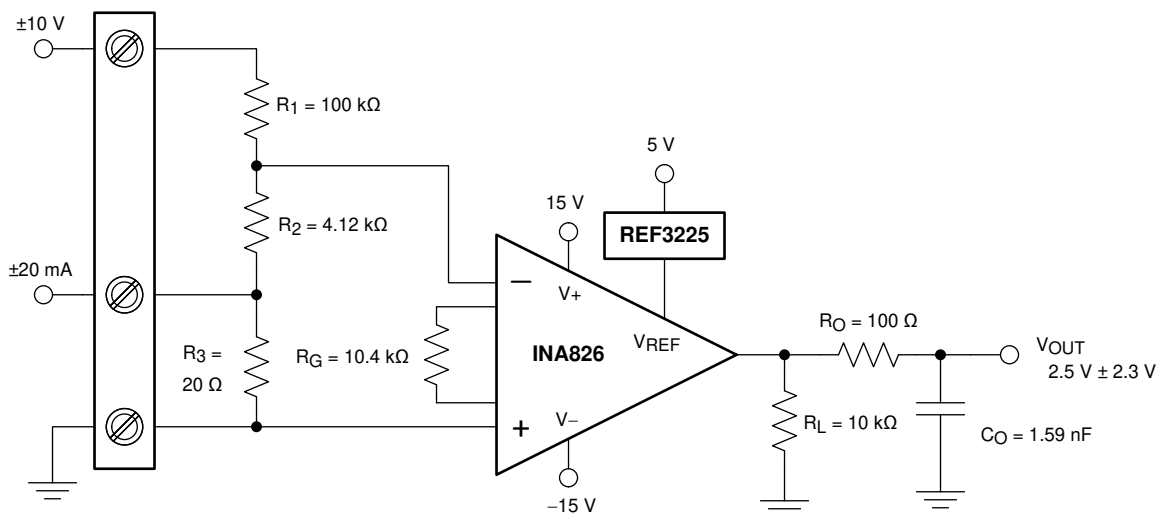 ±10 V
R1 = 100 kΩ
5 V
15 V
R2 = 4.12 kΩ
REF3225
±20 mA
−
V+
RO = 100 Ω
R3 =
20 Ω
RG = 10.4 kΩ
INA826
VREF
VOUT
2.5 V ± 2.3 V
+
V−
RL = 10 kΩ
CO = 1.59 nF
−15 V